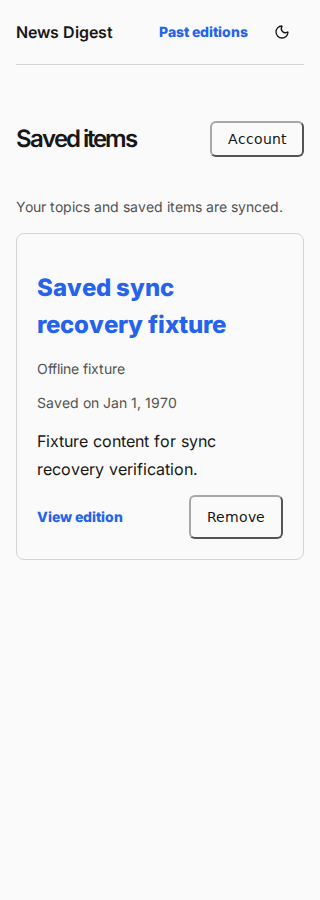 News Digest
Past editions
Saved items
Account
Your topics and saved items are synced.
Saved sync
recovery fixture
Offline fixture
Saved on Jan 1, 1970
Fixture content for sync
recovery verification.
View edition
Remove